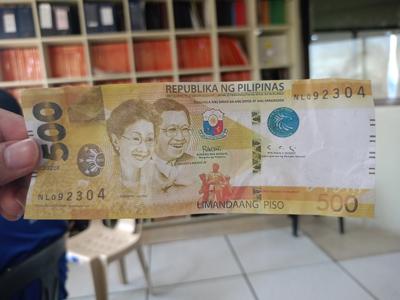 REPUBLIKA NG PILIPINAS
NL092304
500
NL092304
LIMANDAANG PISO
500